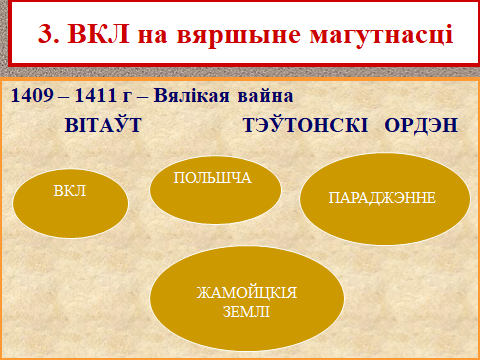 3. ВКЛ на вяршыне магутнасці
1409 – 1411 г – Вялікая вайна
ВІТАЎТ ТЭЎТОНСКІ ОРДЭН
ВКЛ
ПОЛЬШЧА
ПАРАДЖЭННЕ
ЖАМОЙЦКІЯ
ЗЕМЛІ